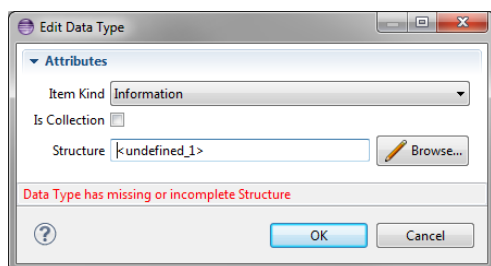 Edit Data Type
Attributes
Item Kind Information
Is Collection
Structure <undefined_1> Browse...
Data Type has missing or incomplete Structure
? OK Cancel